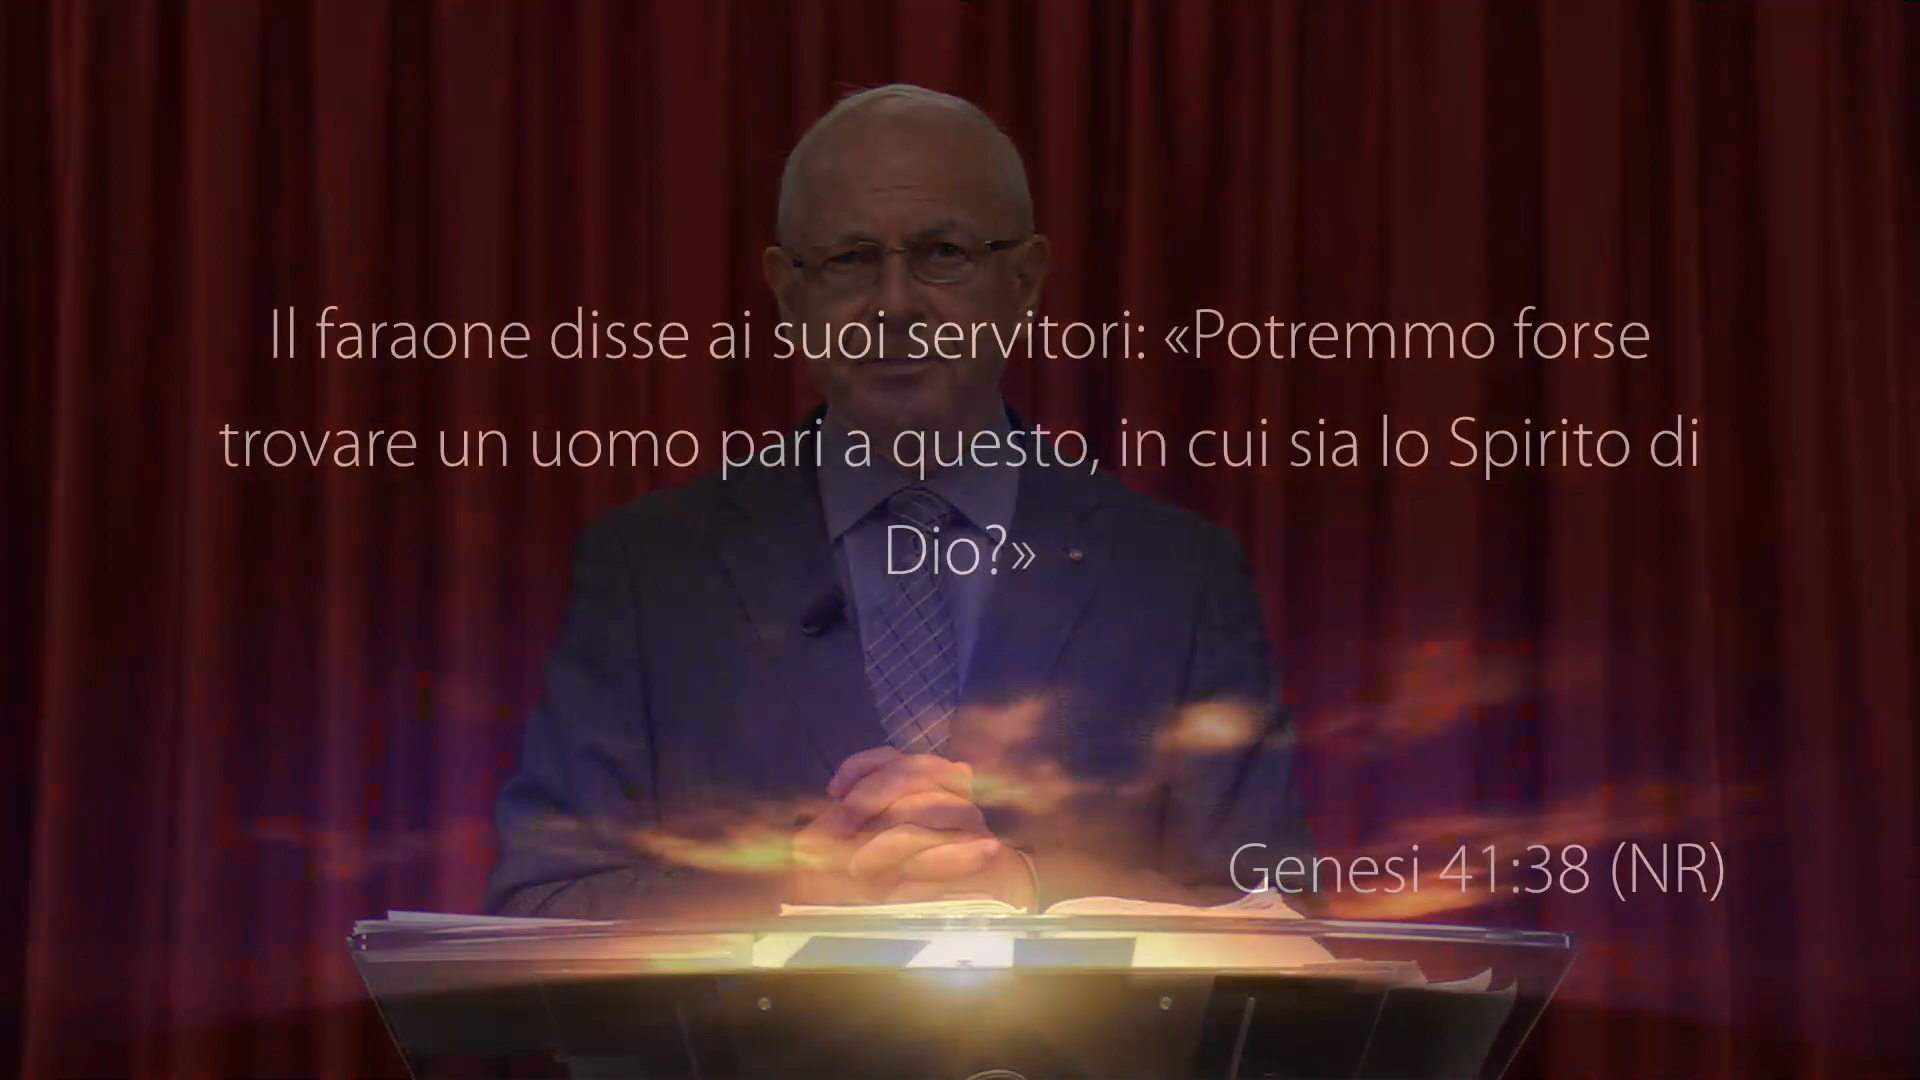 Il faraone disse ai suoi servitori: «Potremmo forse
trovare un uomo pari a questo, in cui sia lo Spirito di
Dio?»
Genesi 41:38 (NR)